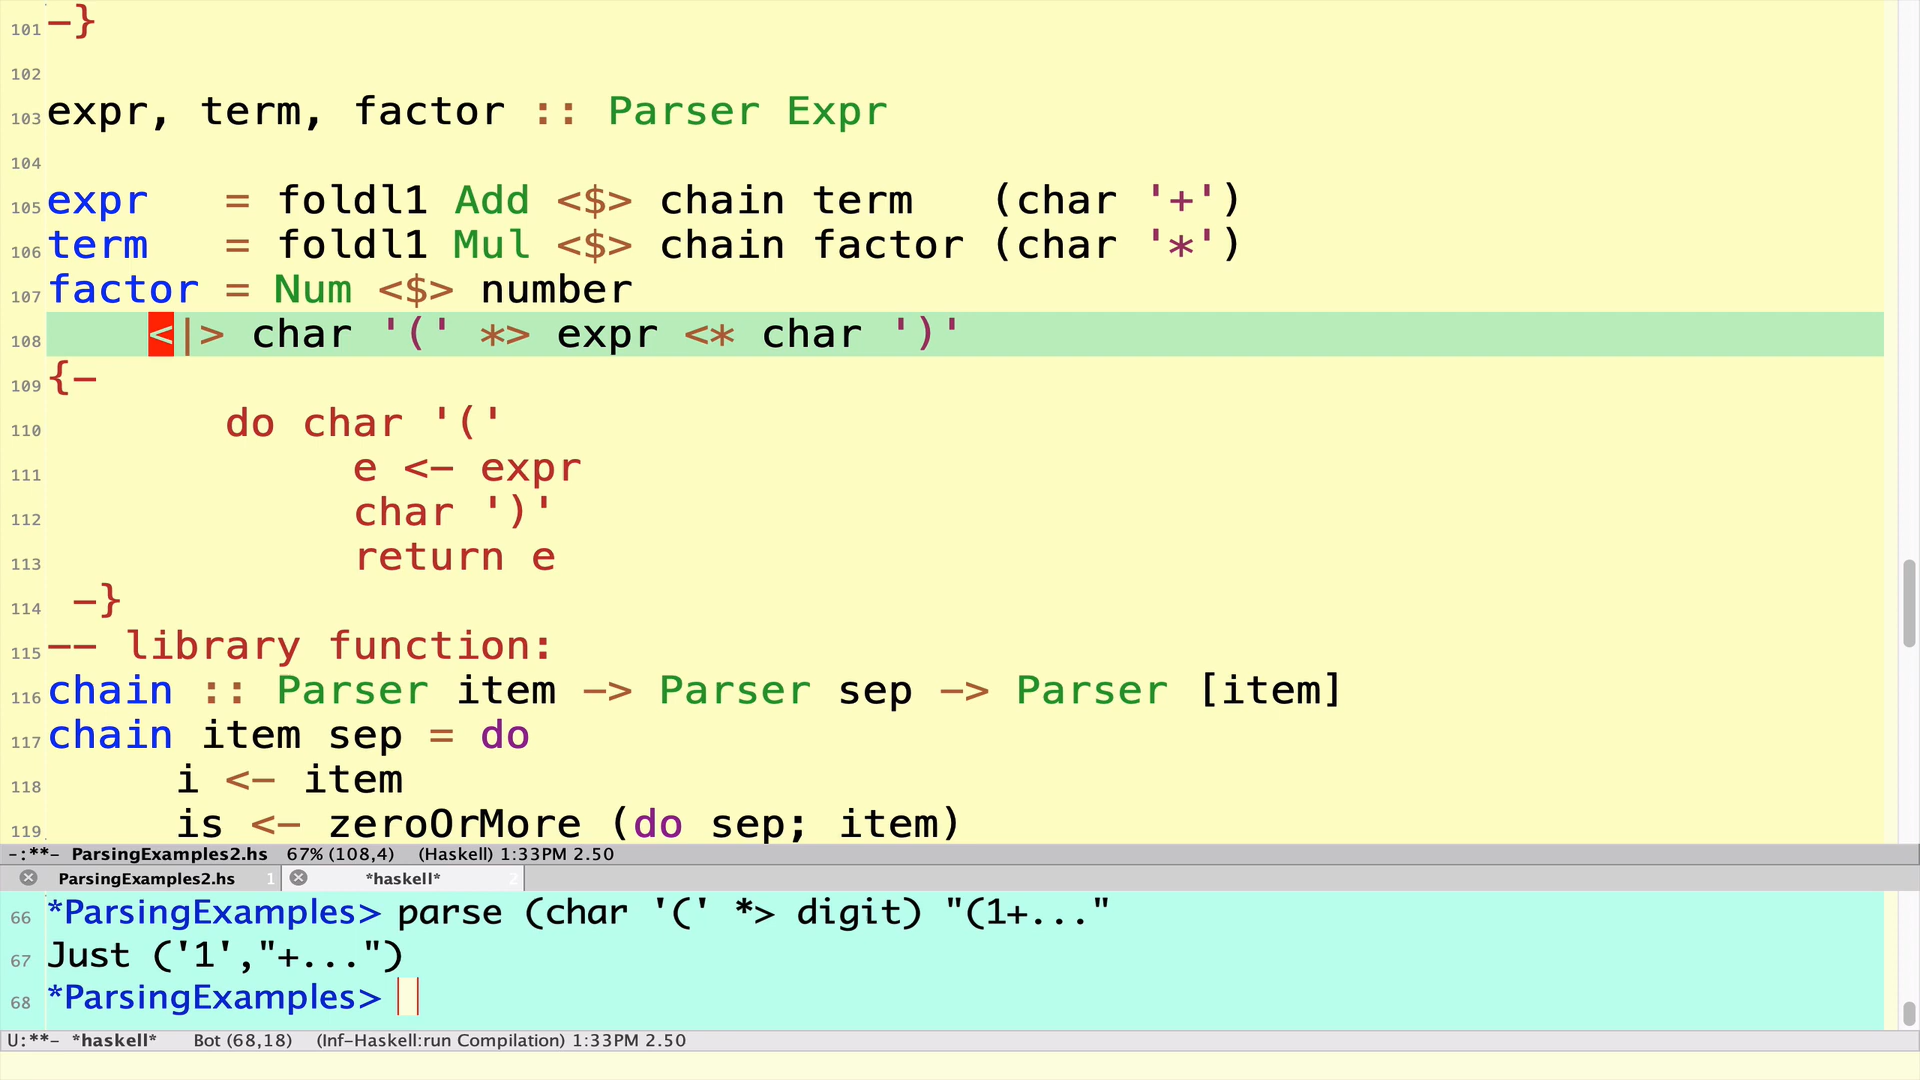 101 -}
102
103 expr, term, factor :: Parser Expr
104
105 expr   = foldl1 Add <$> chain term   (char '+')
106 term   = foldl1 Mul <$> chain factor (char '*')
107 factor = Num <$> number
108     <|> char '(' *> expr <* char ')'
109 {-
110        do char '('
111             e <- expr
112             char ')'
113             return e
114  -}
115 -- library function:
116 chain :: Parser item -> Parser sep -> Parser [item]
117 chain item sep = do
118      i <- item
119      is <- zeroOrMore (do sep; item)
-:**- ParsingExamples2.hs 67% (108,4) (Haskell) 1:33PM 2.50
ParsingExamples2.hs 1 *haskell* 2
66 *ParsingExamples> parse (char '(' *> digit) "(1+..."
67 Just ('1',"+...")
68 *ParsingExamples>
U:**- *haskell* Bot (68,18) (Inf-Haskell:run Compilation) 1:33PM 2.50